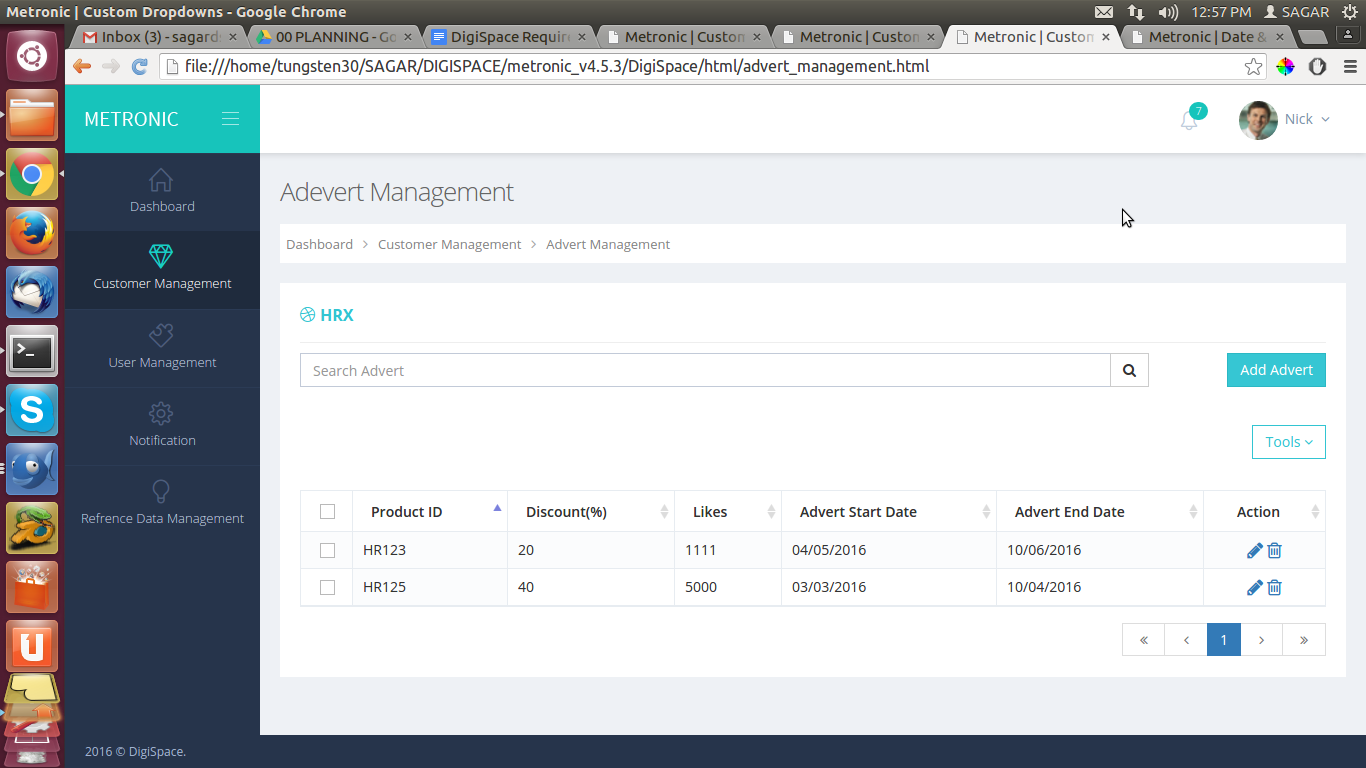 Metronic | Custom Dropdowns - Google Chrome
12:57 PM SAGAR
Inbox (3) - sagard
00 PLANNING - Go
DigiSpace Require
Metronic | Custom
Metronic | Custom
Metronic | Custom
Metronic | Date &
file:///home/tungsten30/SAGAR/DIGISPACE/metronic_v4.5.3/DigiSpace/html/advert_management.html
METRONIC
7
Nick
Dashboard
Customer Management
User Management
Notification
Refrence Data Management
Adevert Management
Dashboard > Customer Management > Advert Management
HRX
Search Advert
Add Advert
Tools
Product ID Discount(%) Likes Advert Start Date Advert End Date Action
HR123 20 1111 04/05/2016 10/06/2016
HR125 40 5000 03/03/2016 10/04/2016
« ‹ 1 › »
2016 © DigiSpace.